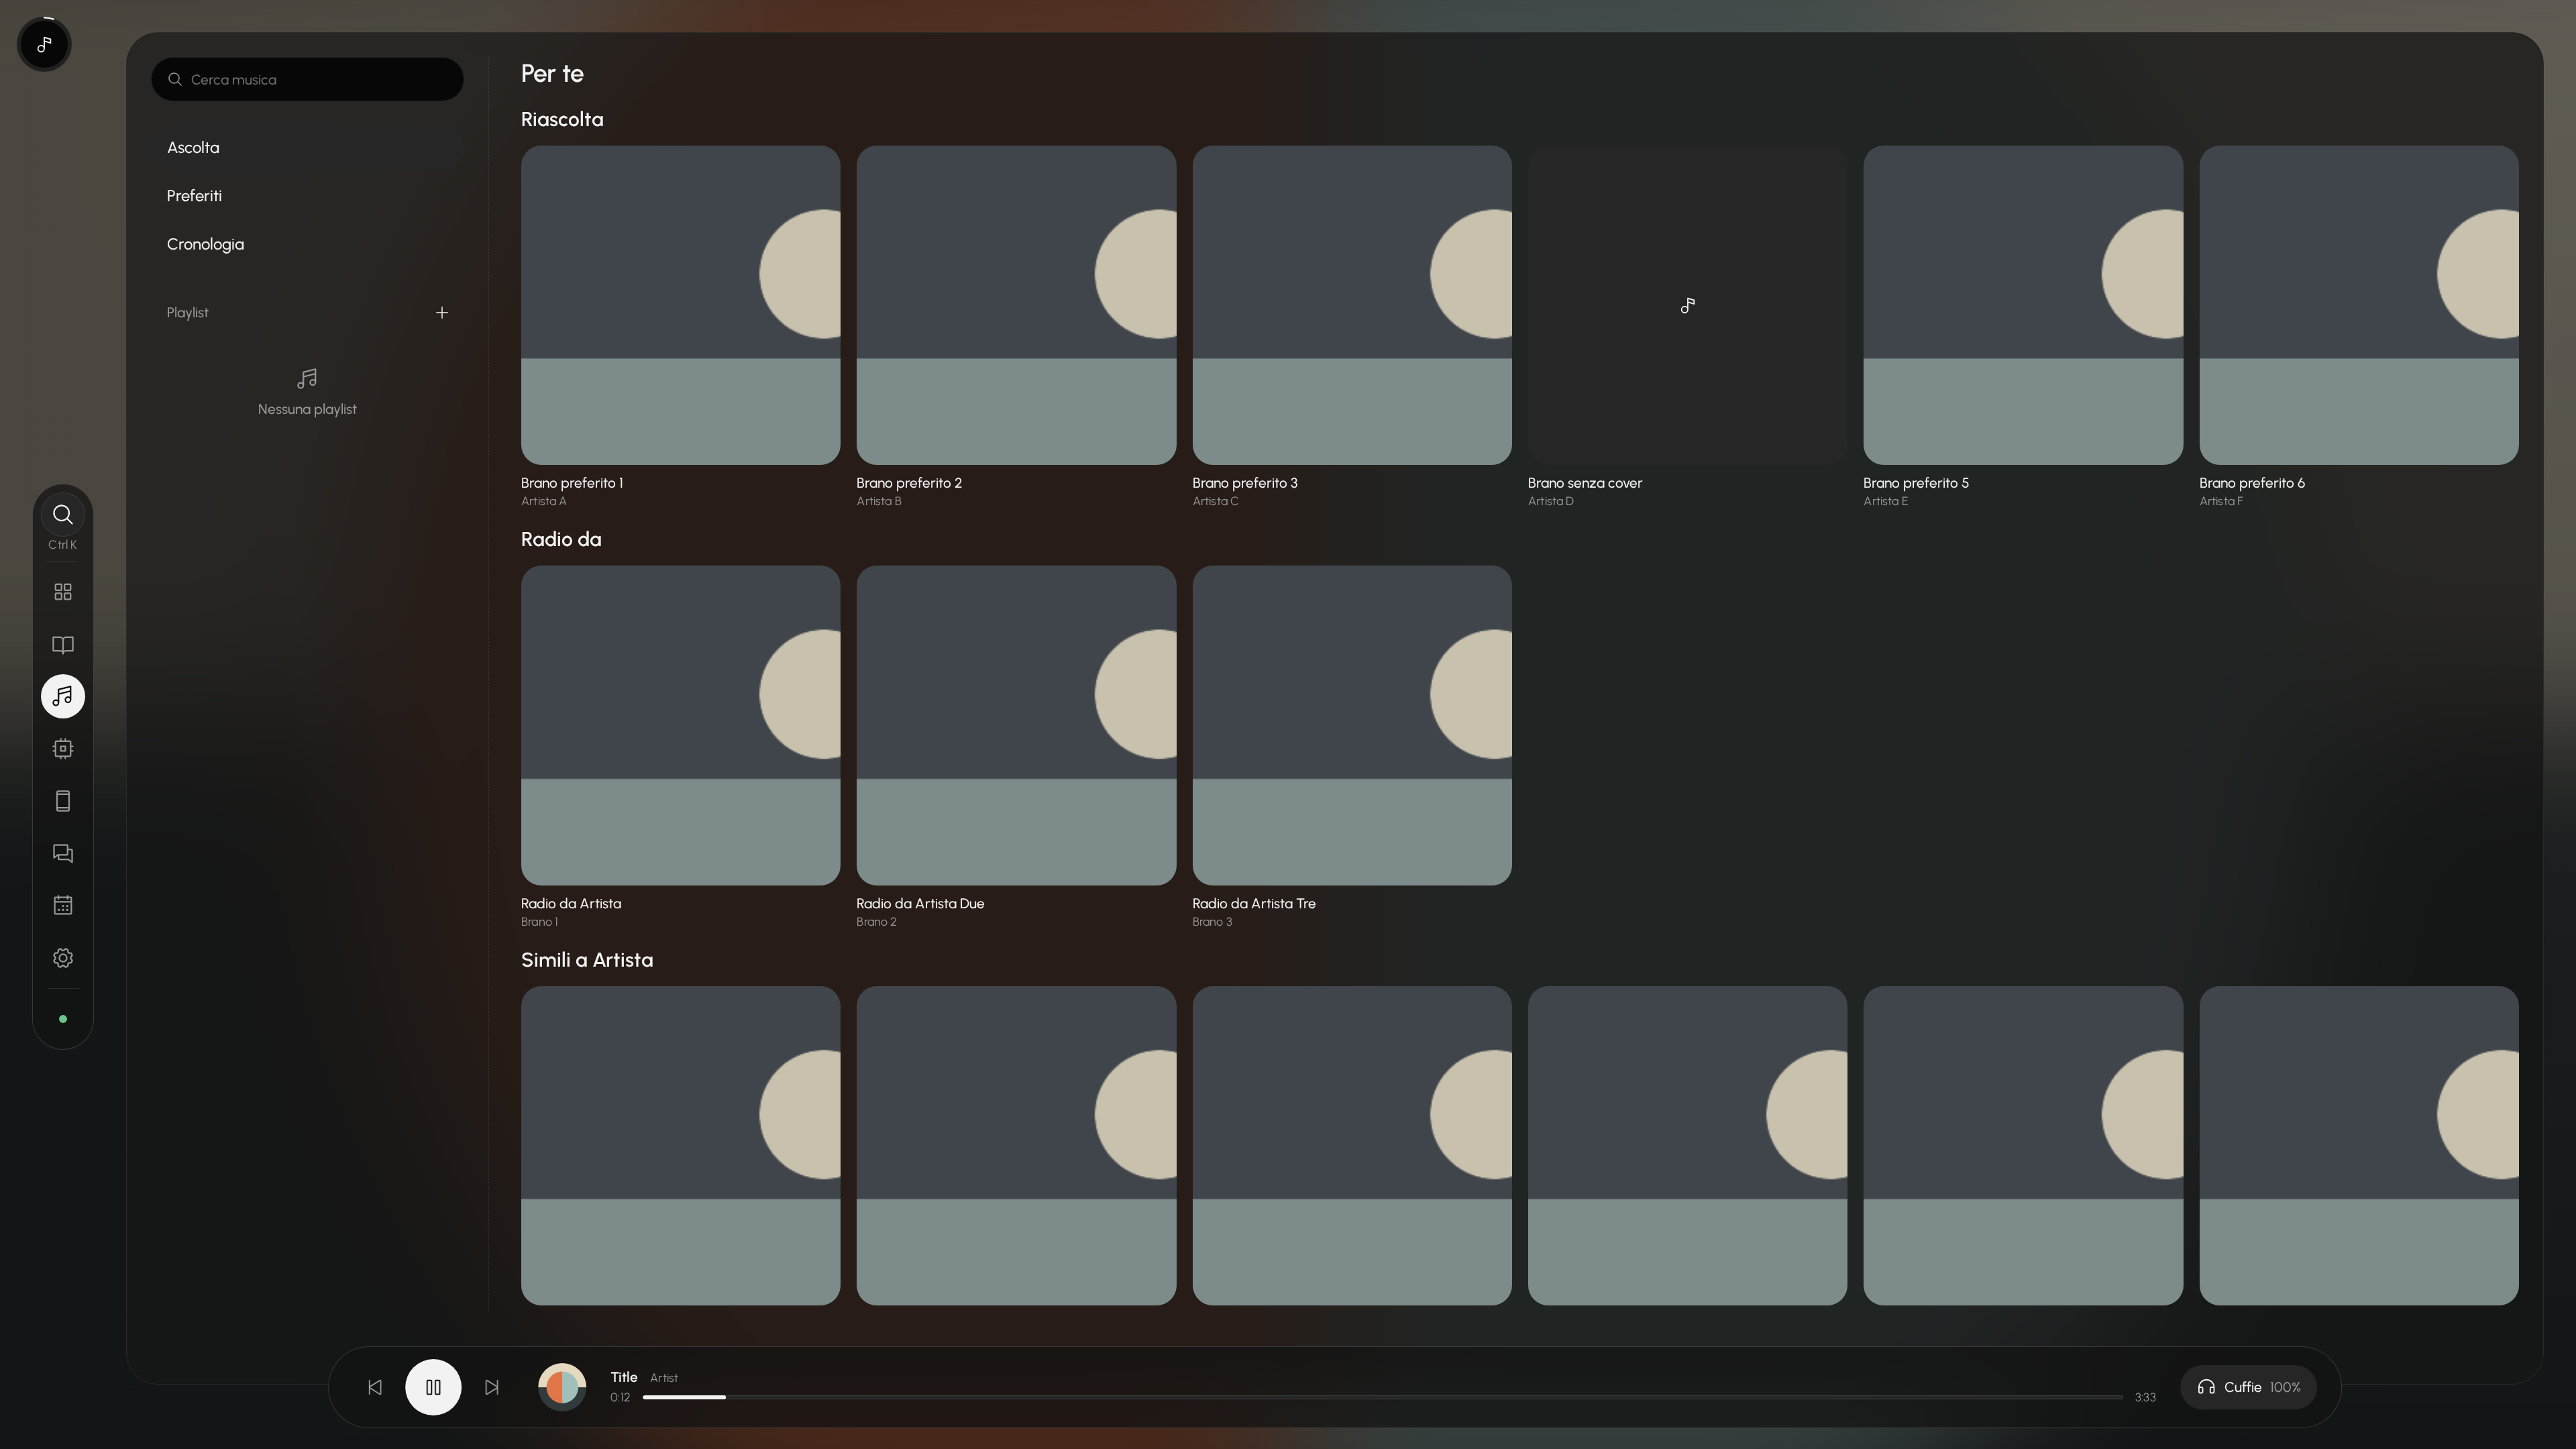 Cerca musica
Ascolta
Preferiti
Cronologia
Playlist
Nessuna playlist
Ctrl K
Per te
Riascolta
Brano preferito 1
Artista A
Brano preferito 2
Artista B
Brano preferito 3
Artista C
Brano senza cover
Artista D
Brano preferito 5
Artista E
Brano preferito 6
Artista F
Radio da
Radio da Artista
Brano 1
Radio da Artista Due
Brano 2
Radio da Artista Tre
Brano 3
Simili a Artista
Title Artist
0:12
3:33
Cuffie 100%